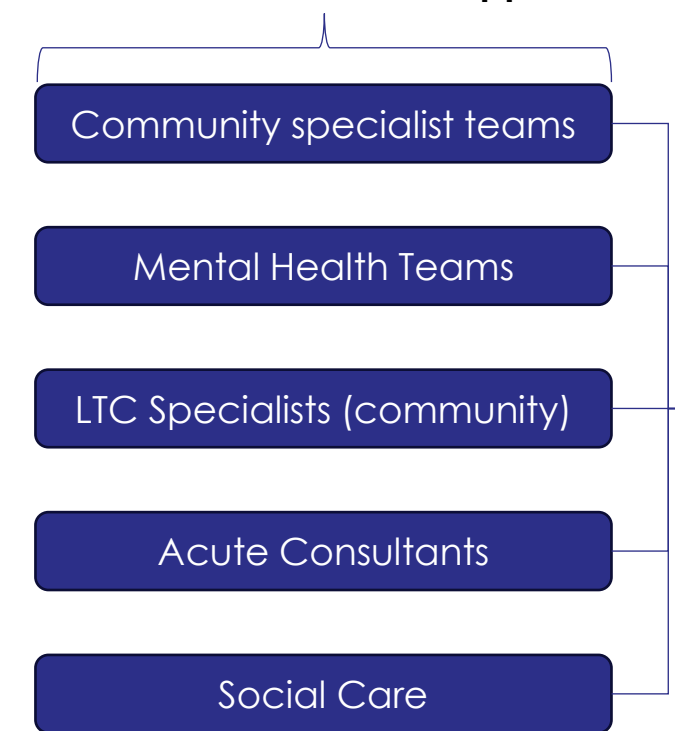 Community specialist teams
Mental Health Teams
LTC Specialists (community)
Acute Consultants
Social Care